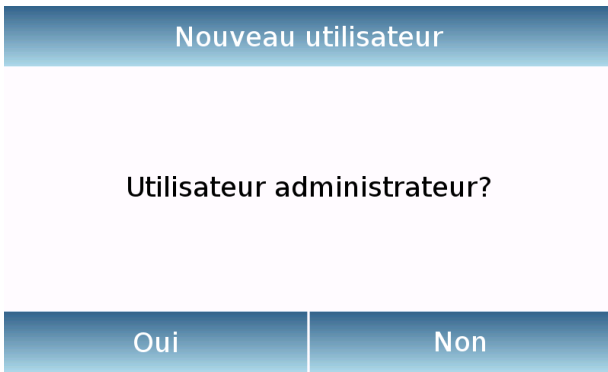 Nouveau utilisateur
Utilisateur administrateur?
Oui
Non